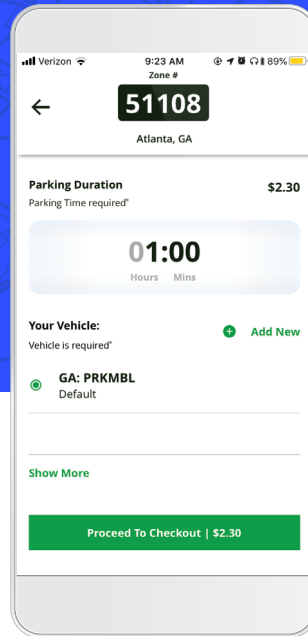 Verizon 9:23 AM 89%
Zone #
51108
Atlanta, GA
Parking Duration $2.30
Parking Time required*
01:00
Hours Mins
Your Vehicle: Add New
Vehicle is required*
GA: PRKMBL
Default
Show More
Proceed To Checkout | $2.30